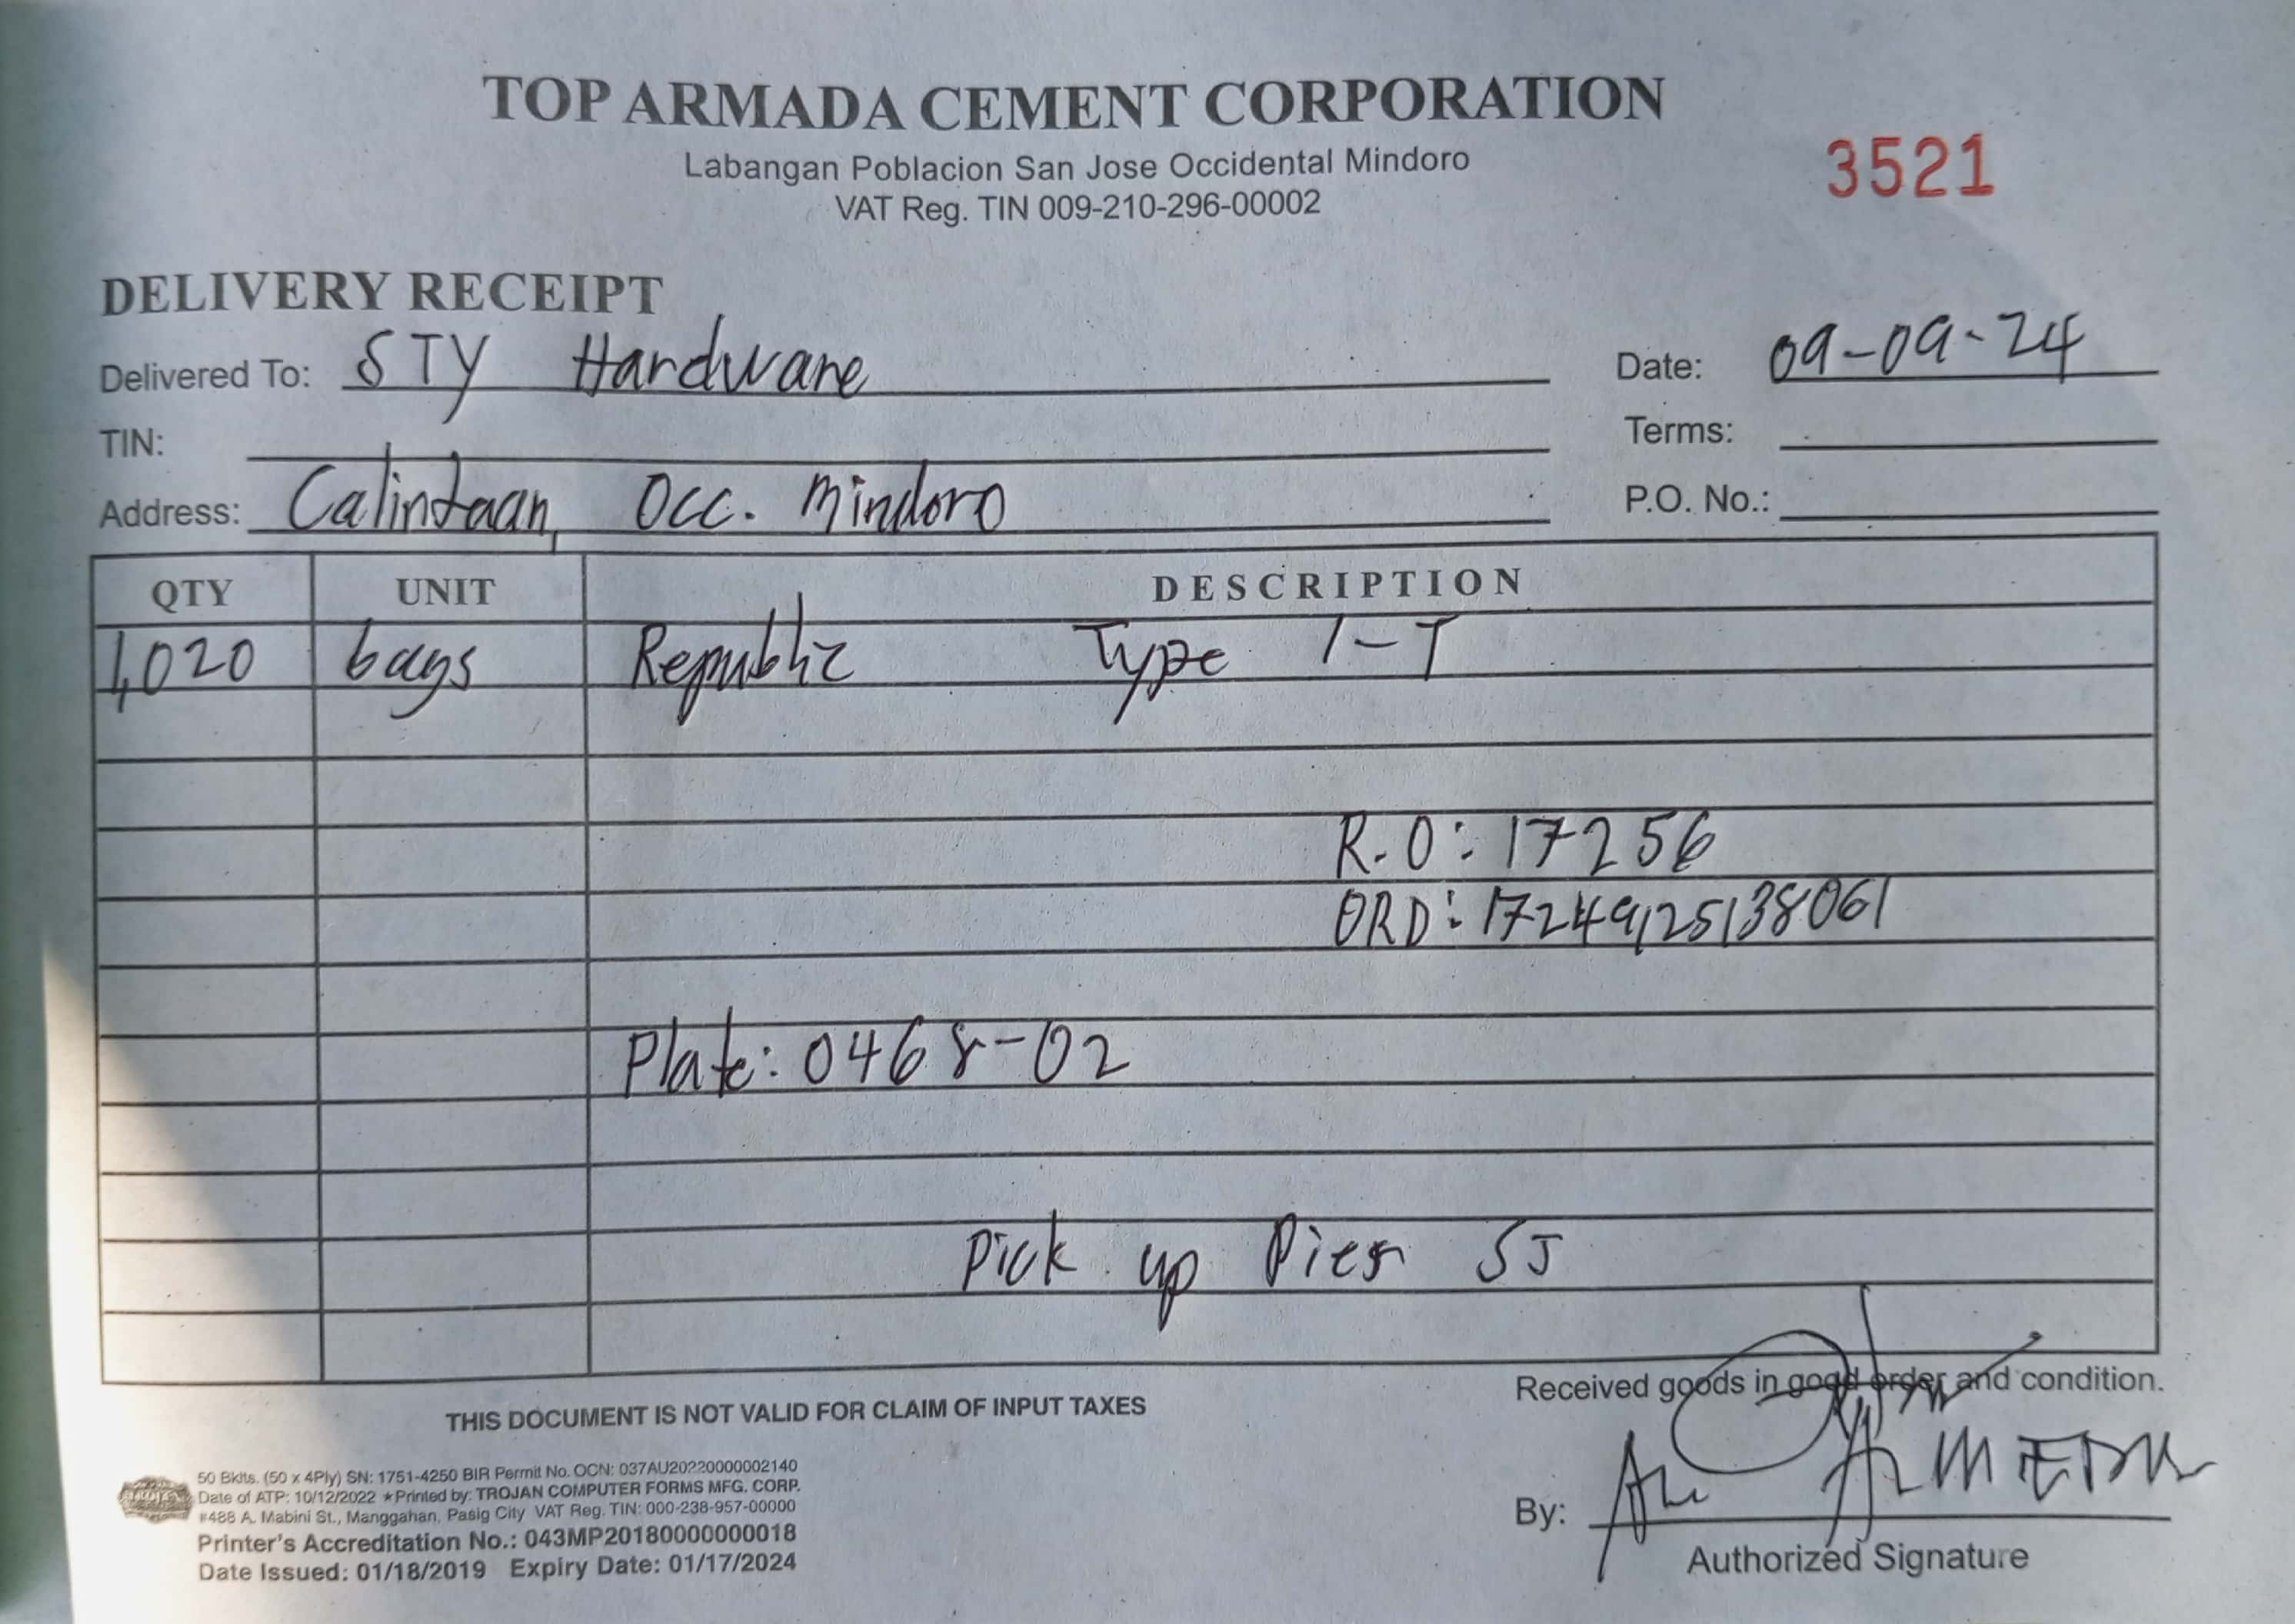 TOP ARMADA CEMENT CORPORATION
Labangan Poblacion San Jose Occidental Mindoro
VAT Reg. TIN 009-210-296-00002
3521
DELIVERY RECEIPT
Delivered To: STY Hardware
Date: 09-09-24
TIN:
Terms:
Address: Calintaan, Occ. Mindoro
P.O. No.:
QTY UNIT DESCRIPTION
1,020 bags Republic Type 1-T
R.O: 17256
ORD: 17249125138061
Plate: 0468-02
Pick up Pier SJ
Received goods in good order and condition.
THIS DOCUMENT IS NOT VALID FOR CLAIM OF INPUT TAXES
50 Bklts. (50 x 4Ply) SN: 1751-4250 BIR Permit No. OCN: 037AU20220000002140
Date of ATP: 10/12/2022 ★Printed by: TROJAN COMPUTER FORMS MFG. CORP.
#488 A. Mabini St., Manggahan, Pasig City VAT Reg. TIN: 000-238-957-00000
Printer's Accreditation No.: 043MP20180000000018
Date Issued: 01/18/2019 Expiry Date: 01/17/2024
By:
Authorized Signature